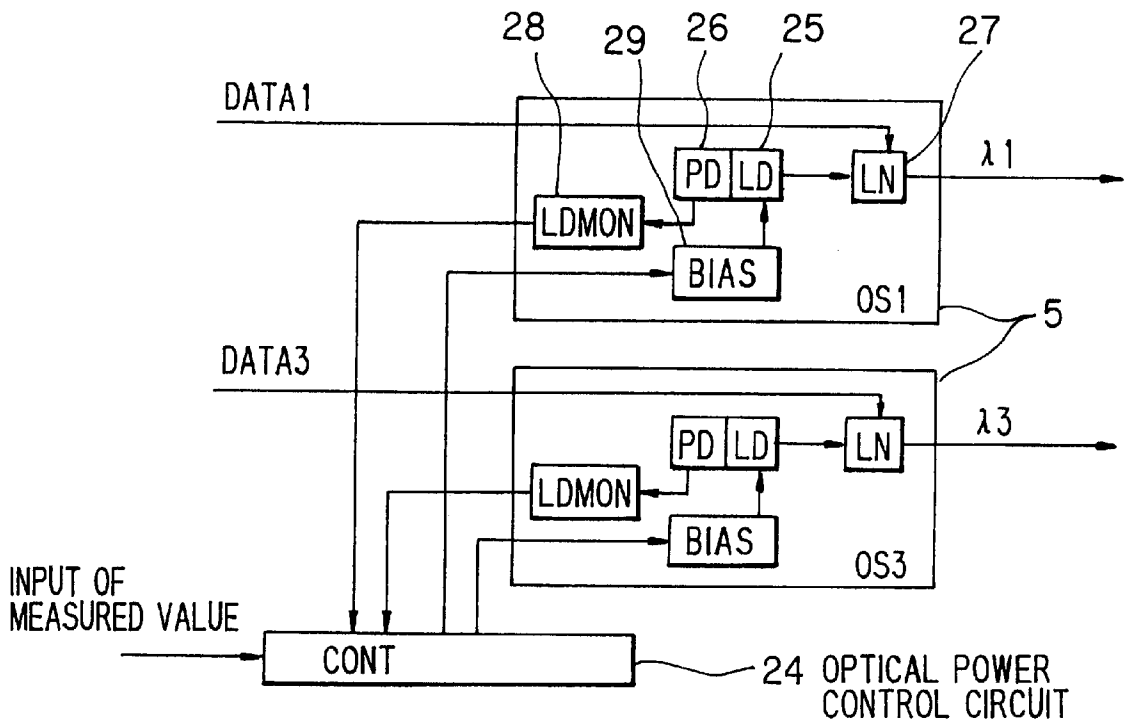 28
29
26
25
27
DATA1
PD
LD
LN
λ1
LDMON
BIAS
OS1
5
DATA3
PD
LD
LN
λ3
LDMON
BIAS
OS3
INPUT OF
MEASURED VALUE
CONT
24 OPTICAL POWER
CONTROL CIRCUIT